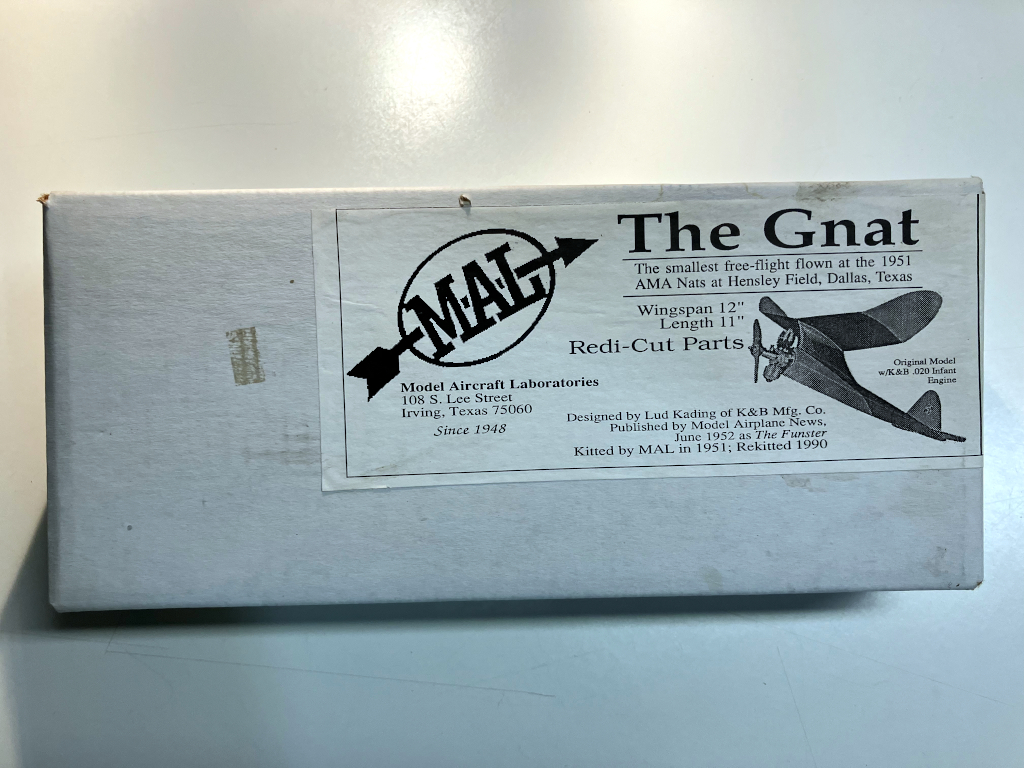 M·A·L
Model Aircraft Laboratories
108 S. Lee Street
Irving, Texas 75060
Since 1948
The Gnat
The smallest free-flight flown at the 1951
AMA Nats at Hensley Field, Dallas, Texas
Wingspan 12"
Length 11"
Redi-Cut Parts
Original Model
w/K&B .020 Infant
Engine
Designed by Lud Kading of K&B Mfg. Co.
Published by Model Airplane News,
June 1952 as The Funster
Kitted by MAL in 1951; Rekitted 1990